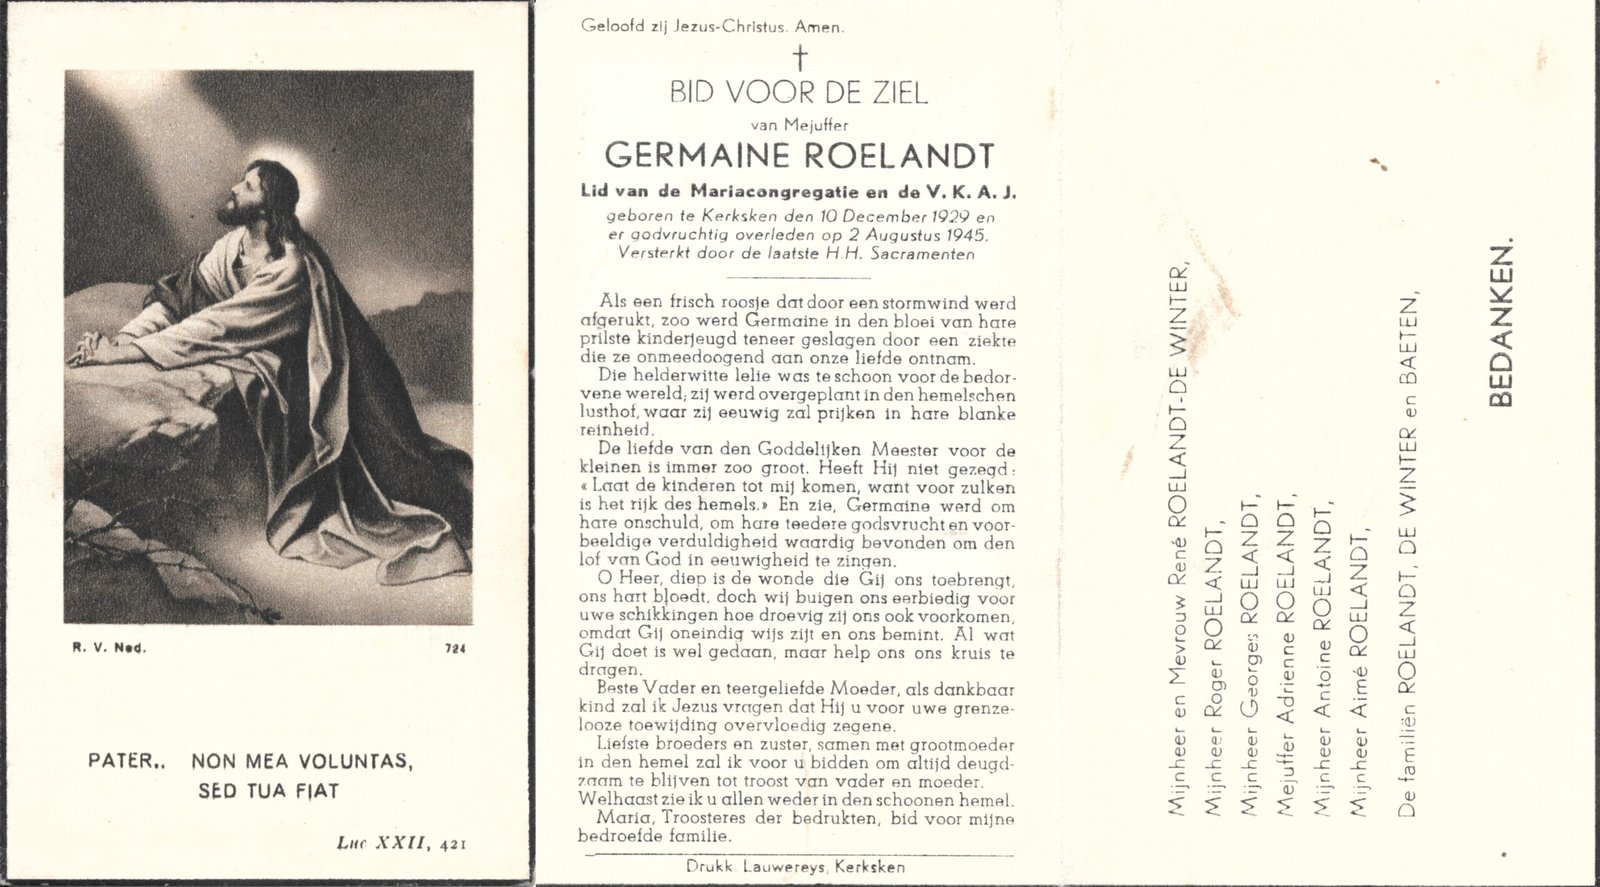 R. V. Ned. 724
PATER.. NON MEA VOLUNTAS,
SED TUA FIAT
Luc XXII, 421
Geloofd zij Jezus-Christus. Amen.
BID VOOR DE ZIEL
van Mejuffer
GERMAINE ROELANDT
Lid van de Mariacongregatie en de V. K. A. J.
geboren te Kerksken den 10 December 1929 en
er godvruchtig overleden op 2 Augustus 1945.
Versterkt door de laatste H.H. Sacramenten
Als een frisch roosje dat door een stormwind werd
afgerukt, zoo werd Germaine in den bloei van hare
prilste kinderjeugd teneer geslagen door een ziekte
die ze onmeedoogend aan onze liefde ontnam.
Die helderwitte lelie was te schoon voor de bedor-
vene wereld; zij werd overgeplant in den hemelschen
lusthof, waar zij eeuwig zal prijken in hare blanke
reinheid.
De liefde van den Goddelijken Meester voor de
kleinen is immer zoo groot. Heeft Hij niet gezegd:
« Laat de kinderen tot mij komen, want voor zulken
is het rijk des hemels.» En zie, Germaine werd om
hare onschuld, om hare teedere godsvrucht en voor-
beeldige verduldigheid waardig bevonden om den
lof van God in eeuwigheid te zingen.
O Heer, diep is de wonde die Gij ons toebrengt,
ons hart bloedt, doch wij buigen ons eerbiedig voor
uwe schikkingen hoe droevig zij ons ook voorkomen,
omdat Gij oneindig wijs zijt en ons bemint. Al wat
Gij doet is wel gedaan, maar help ons ons kruis te
dragen.
Beste Vader en teergeliefde Moeder, als dankbaar
kind zal ik Jezus vragen dat Hij u voor uwe grenze-
looze toewijding overvloedig zegene.
Liefste broeders en zuster, samen met grootmoeder
in den hemel zal ik voor u bidden om altijd deugd-
zaam te blijven tot troost van vader en moeder.
Welhaast zie ik u allen weder in den schoonen hemel.
Maria, Troosteres der bedrukten, bid voor mijne
bedroefde familie.
Drukk. Lauwereys, Kerksken
Mijnheer en Mevrouw René ROELANDT-DE WINTER,
Mijnheer Roger ROELANDT,
Mijnheer Georges ROELANDT,
Mejuffer Adrienne ROELANDT,
Mijnheer Antoine ROELANDT,
Mijnheer Aimé ROELANDT,
De familiën ROELANDT, DE WINTER en BAETEN,
BEDANKEN.